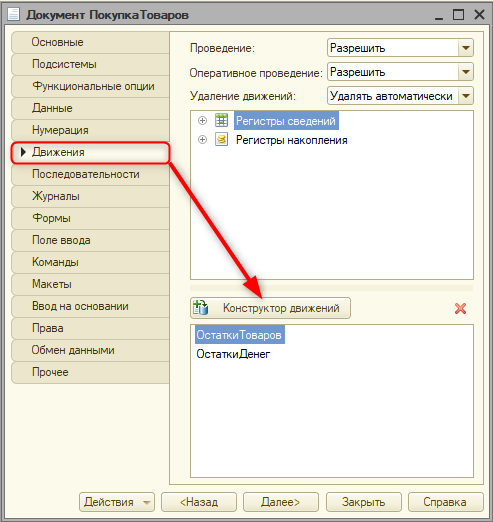 Документ ПокупкаТоваров
Основные
Подсистемы
Функциональные опции
Данные
Нумерация
Движения
Последовательности
Журналы
Формы
Поле ввода
Команды
Макеты
Ввод на основании
Права
Обмен данными
Прочее
Проведение: Разрешить
Оперативное проведение: Разрешить
Удаление движений: Удалять автоматически
Регистры сведений
Регистры накопления
Конструктор движений
ОстаткиТоваров
ОстаткиДенег
Действия <Назад Далее> Закрыть Справка